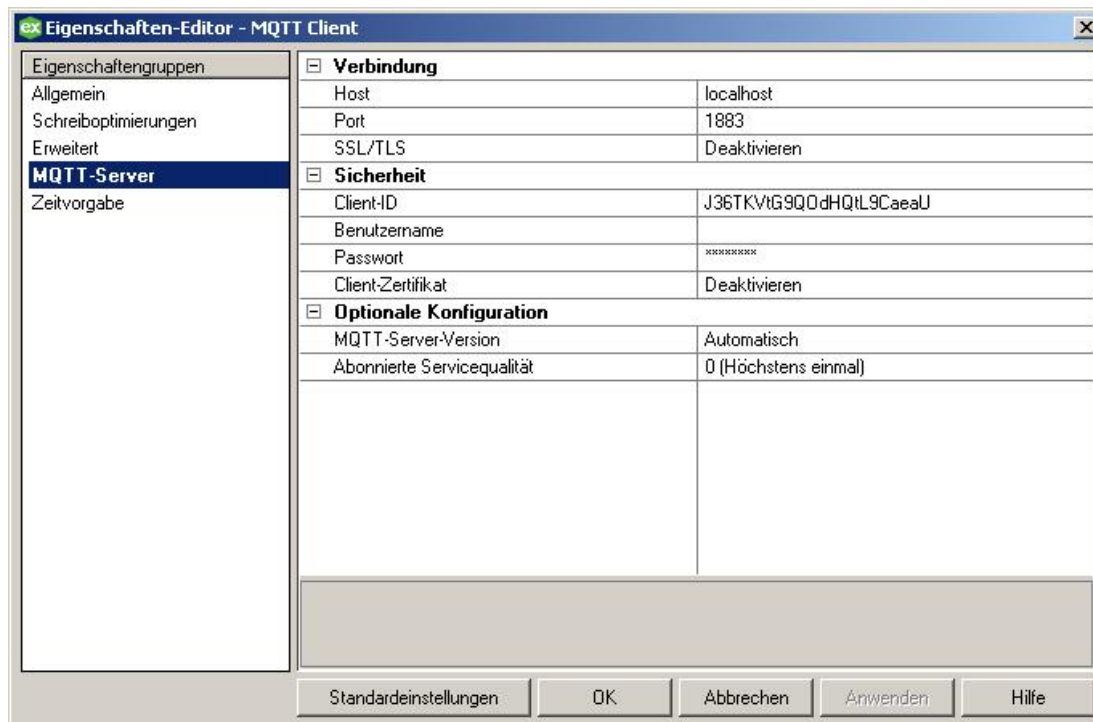 ex Eigenschaften-Editor - MQTT Client
Eigenschaftengruppen
Allgemein
Schreiboptimierungen
Erweitert
MQTT-Server
Zeitvorgabe
Verbindung
Host localhost
Port 1883
SSL/TLS Deaktivieren
Sicherheit
Client-ID J36TKVtG9QOdHQtL9CaeaU
Benutzername
Passwort ********
Client-Zertifikat Deaktivieren
Optionale Konfiguration
MQTT-Server-Version Automatisch
Abonnierte Servicequalität 0 (Höchstens einmal)
Standardeinstellungen OK Abbrechen Anwenden Hilfe